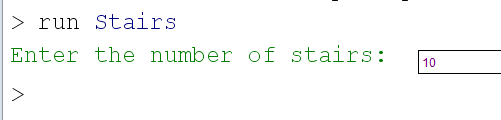 > run Stairs
Enter the number of stairs: 10
>